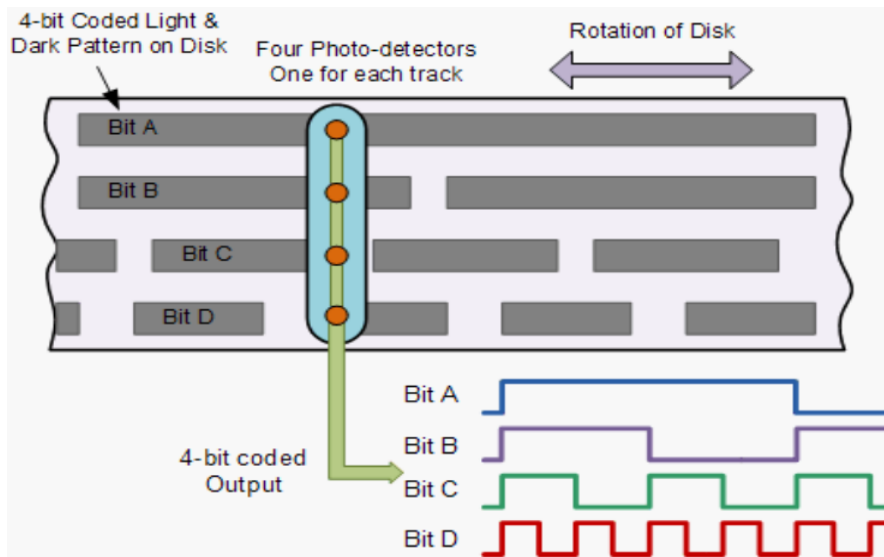 4-bit Coded Light &
Dark Pattern on Disk
Four Photo-detectors
One for each track
Rotation of Disk
Bit A
Bit B
Bit C
Bit D
4-bit coded
Output
Bit A
Bit B
Bit C
Bit D